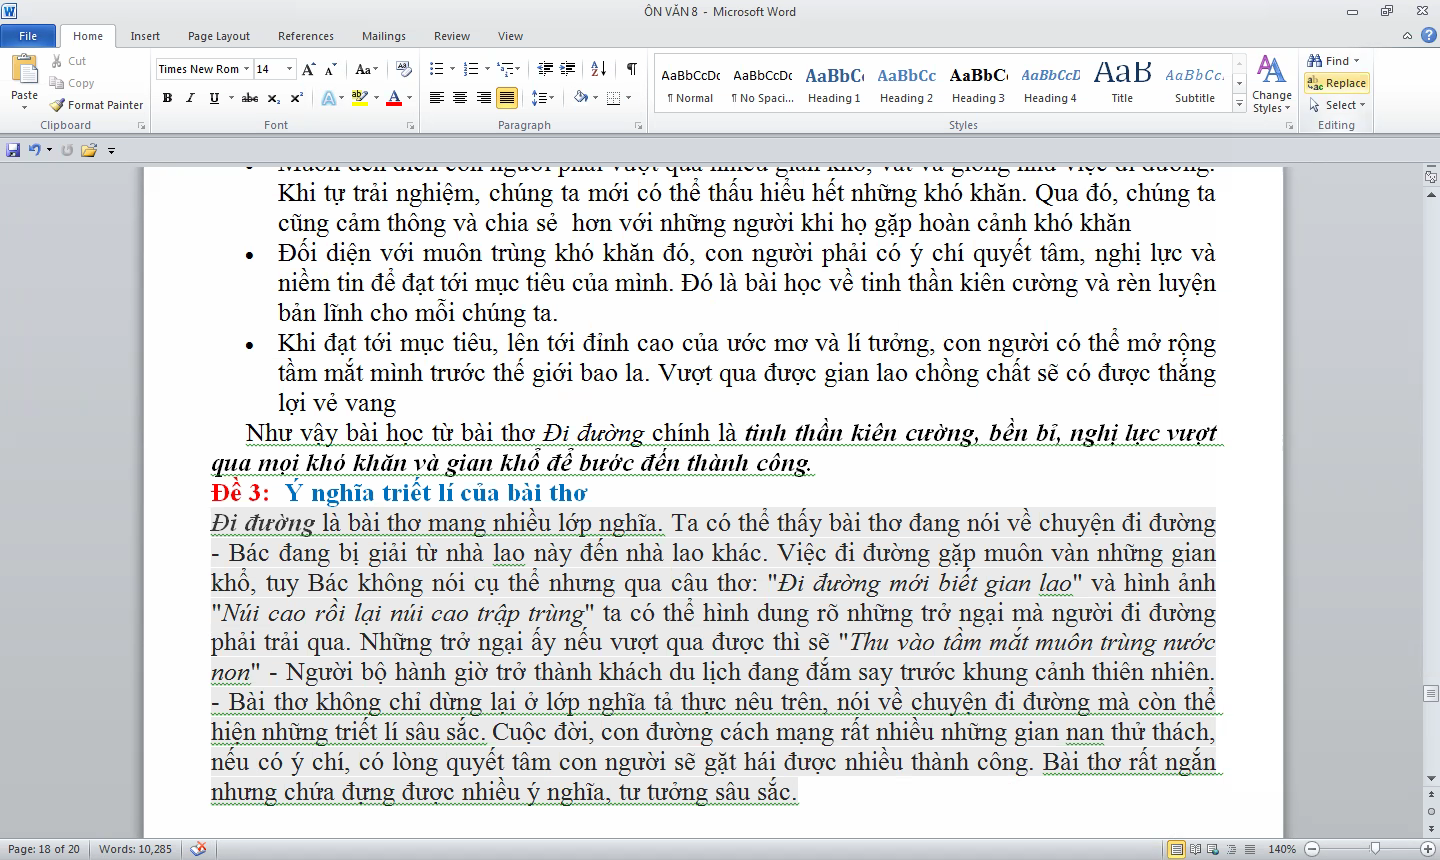 ÔN VĂN 8 - Microsoft Word
File Home Insert Page Layout References Mailings Review View
Paste
Cut
Copy
Format Painter
Clipboard
Times New Rom 14
Font
Paragraph
AaBbCcDc AaBbCcDc AaBbCc AaBbCc AaBbC AaBbCcD AaB AaBbCc.
¶ Normal ¶ No Spaci... Heading 1 Heading 2 Heading 3 Heading 4 Title Subtitle
Change Styles
Styles
Find
Replace
Select
Editing
Muốn đến đích con người phải vượt qua nhiều gian khó, vất vả giống như việc đi đường.
Khi tự trải nghiệm, chúng ta mới có thể thấu hiểu hết những khó khăn. Qua đó, chúng ta
cũng cảm thông và chia sẻ hơn với những người khi họ gặp hoàn cảnh khó khăn
• Đối diện với muôn trùng khó khăn đó, con người phải có ý chí quyết tâm, nghị lực và
niềm tin để đạt tới mục tiêu của mình. Đó là bài học về tinh thần kiên cường và rèn luyện
bản lĩnh cho mỗi chúng ta.
• Khi đạt tới mục tiêu, lên tới đỉnh cao của ước mơ và lí tưởng, con người có thể mở rộng
tầm mắt mình trước thế giới bao la. Vượt qua được gian lao chồng chất sẽ có được thắng
lợi vẻ vang
Như vậy bài học từ bài thơ Đi đường chính là tinh thần kiên cường, bền bỉ, nghị lực vượt
qua mọi khó khăn và gian khổ để bước đến thành công.
Đề 3: Ý nghĩa triết lí của bài thơ
Đi đường là bài thơ mang nhiều lớp nghĩa. Ta có thể thấy bài thơ đang nói về chuyện đi đường
- Bác đang bị giải từ nhà lao này đến nhà lao khác. Việc đi đường gặp muôn vàn những gian
khổ, tuy Bác không nói cụ thể nhưng qua câu thơ: "Đi đường mới biết gian lao" và hình ảnh
"Núi cao rồi lại núi cao trập trùng" ta có thể hình dung rõ những trở ngại mà người đi đường
phải trải qua. Những trở ngại ấy nếu vượt qua được thì sẽ "Thu vào tầm mắt muôn trùng nước
non" - Người bộ hành giờ trở thành khách du lịch đang đắm say trước khung cảnh thiên nhiên.
- Bài thơ không chỉ dừng lại ở lớp nghĩa tả thực nêu trên, nói về chuyện đi đường mà còn thể
hiện những triết lí sâu sắc. Cuộc đời, con đường cách mạng rất nhiều những gian nan thử thách,
nếu có ý chí, có lòng quyết tâm con người sẽ gặt hái được nhiều thành công. Bài thơ rất ngắn
nhưng chứa đựng được nhiều ý nghĩa, tư tưởng sâu sắc.
Page: 18 of 20 Words: 10,285 140%